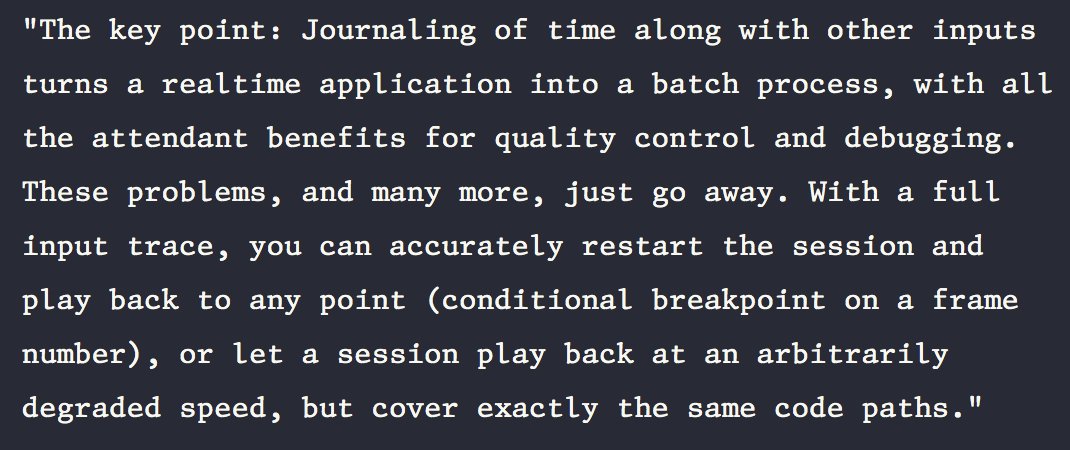 "The key point: Journaling of time along with other inputs
turns a realtime application into a batch process, with all
the attendant benefits for quality control and debugging.
These problems, and many more, just go away. With a full
input trace, you can accurately restart the session and
play back to any point (conditional breakpoint on a frame
number), or let a session play back at an arbitrarily
degraded speed, but cover exactly the same code paths."